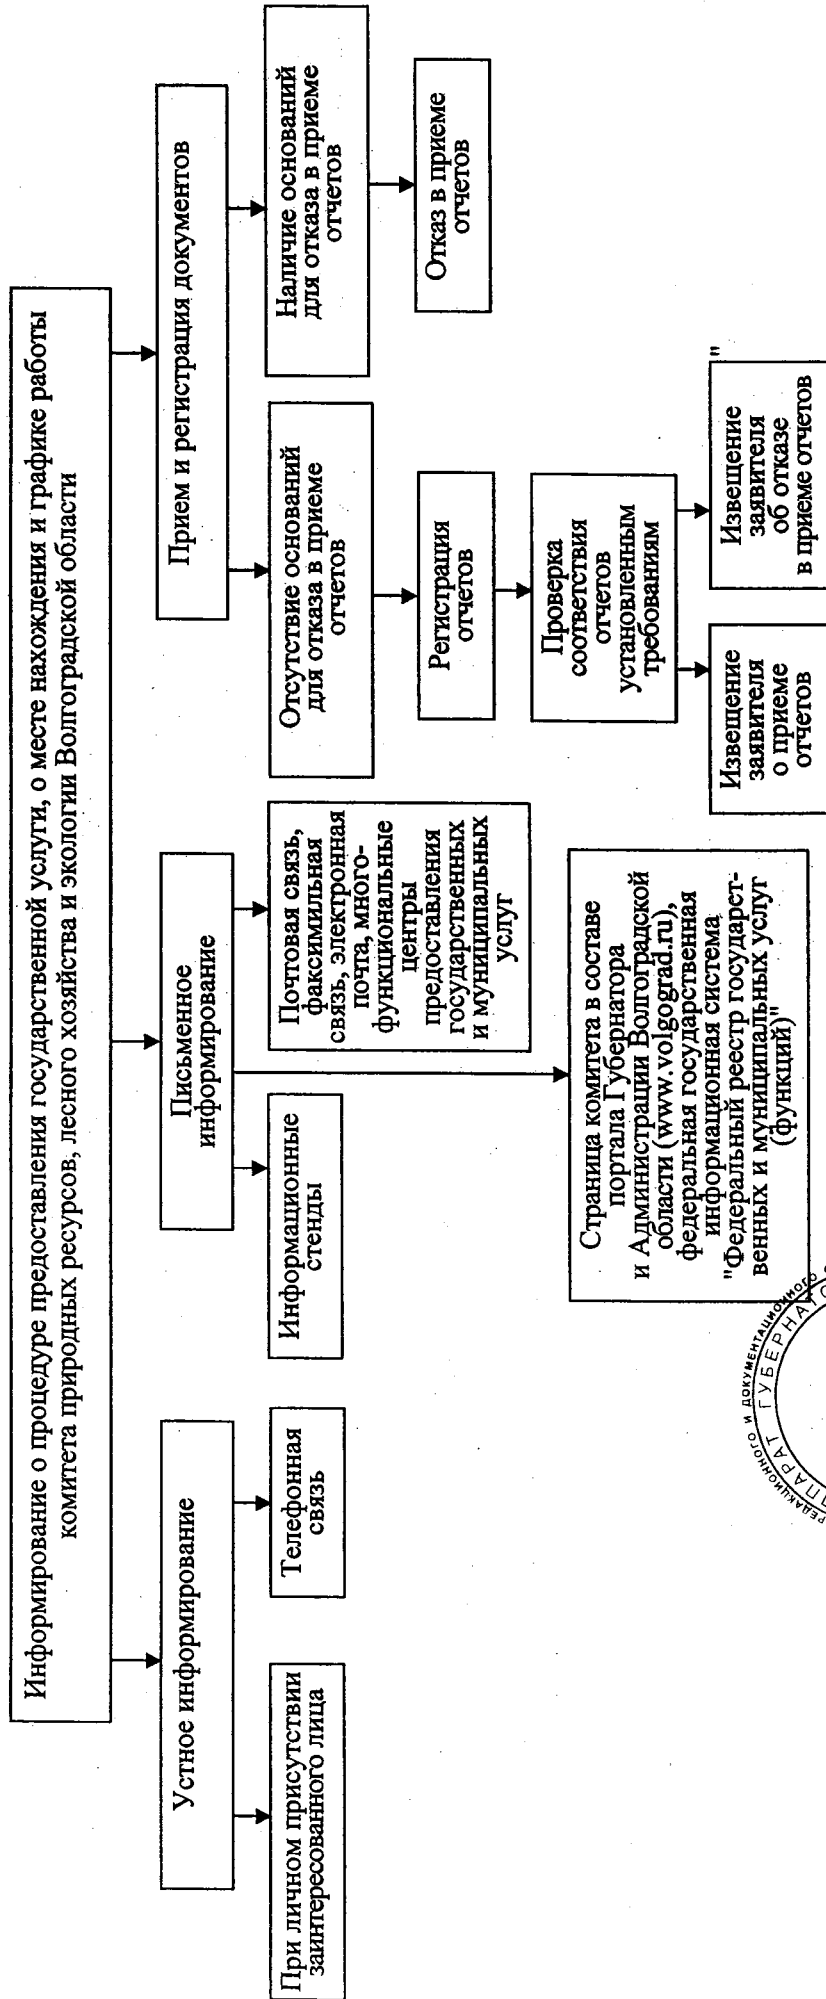 Информирование о процедуре предоставления государственной услуги, о месте нахождения и графике работы
комитета природных ресурсов, лесного хозяйства и экологии Волгоградской области
Устное информирование
При личном присутствии
заинтересованного лица
Телефонная
связь
Письменное
информирование
Информационные
стенды
Почтовая связь,
факсимильная
связь, электронная
почта, много-
функциональные
центры
предоставления
государственных
и муниципальных
услуг
Страница комитета в составе
портала Губернатора
и Администрации Волгоградской
области (www.volgograd.ru),
федеральная государственная
информационная система
"Федеральный реестр государст-
венных и муниципальных услуг
(функций)"
Прием и регистрация документов
Отсутствие оснований
для отказа в приеме
отчетов
Наличие оснований
для отказа в приеме
отчетов
Регистрация
отчетов
Отказ в приеме
отчетов
Проверка
соответствия
отчетов
установленным
требованиям
Извещение
заявителя
о приеме
отчетов
Извещение
заявителя
об отказе
в приеме отчетов
"
И ДОКУМЕНТАЦИОННОГО